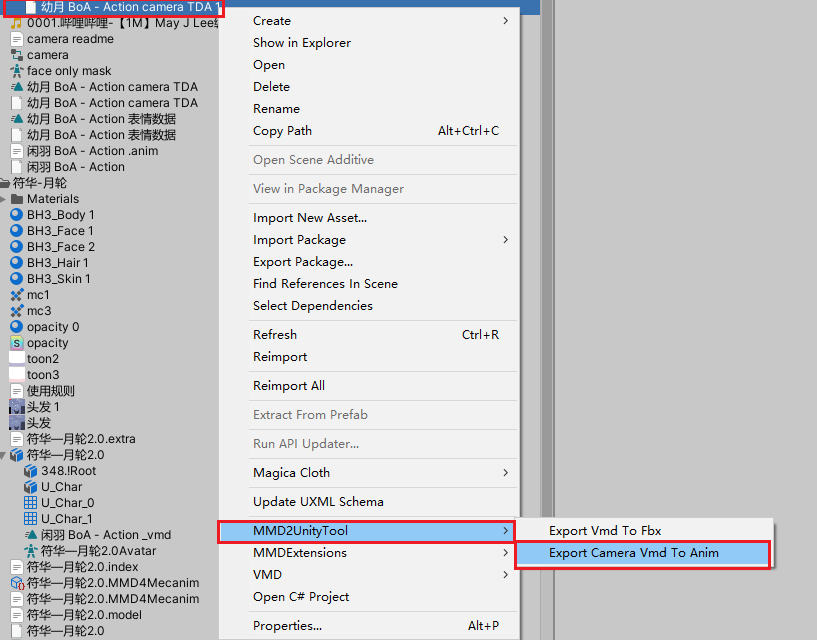 幼月 BoA - Action camera TDA 1
0001.哔哩哔哩-【1M】May J Lee编
camera readme
camera
face only mask
幼月 BoA - Action camera TDA
幼月 BoA - Action camera TDA
幼月 BoA - Action 表情数据
幼月 BoA - Action 表情数据
闲羽 BoA - Action .anim
闲羽 BoA - Action
符华-月轮
Materials
BH3_Body 1
BH3_Face 1
BH3_Face 2
BH3_Hair 1
BH3_Skin 1
mc1
mc3
opacity 0
opacity
toon2
toon3
使用规则
头发 1
头发
符华—月轮2.0.extra
符华—月轮2.0
348.!Root
U_Char
U_Char_0
U_Char_1
闲羽 BoA - Action _vmd
符华—月轮2.0Avatar
符华—月轮2.0.index
符华—月轮2.0.MMD4Mecanim
符华—月轮2.0.MMD4Mecanim
符华—月轮2.0.model
符华—月轮2.0
Create
Show in Explorer
Open
Delete
Rename
Copy Path Alt+Ctrl+C
Open Scene Additive
View in Package Manager
Import New Asset...
Import Package
Export Package...
Find References In Scene
Select Dependencies
Refresh Ctrl+R
Reimport
Reimport All
Extract From Prefab
Run API Updater...
Magica Cloth
Update UXML Schema
MMD2UnityTool
MMDExtensions
VMD
Open C# Project
Properties... Alt+P
Export Vmd To Fbx
Export Camera Vmd To Anim